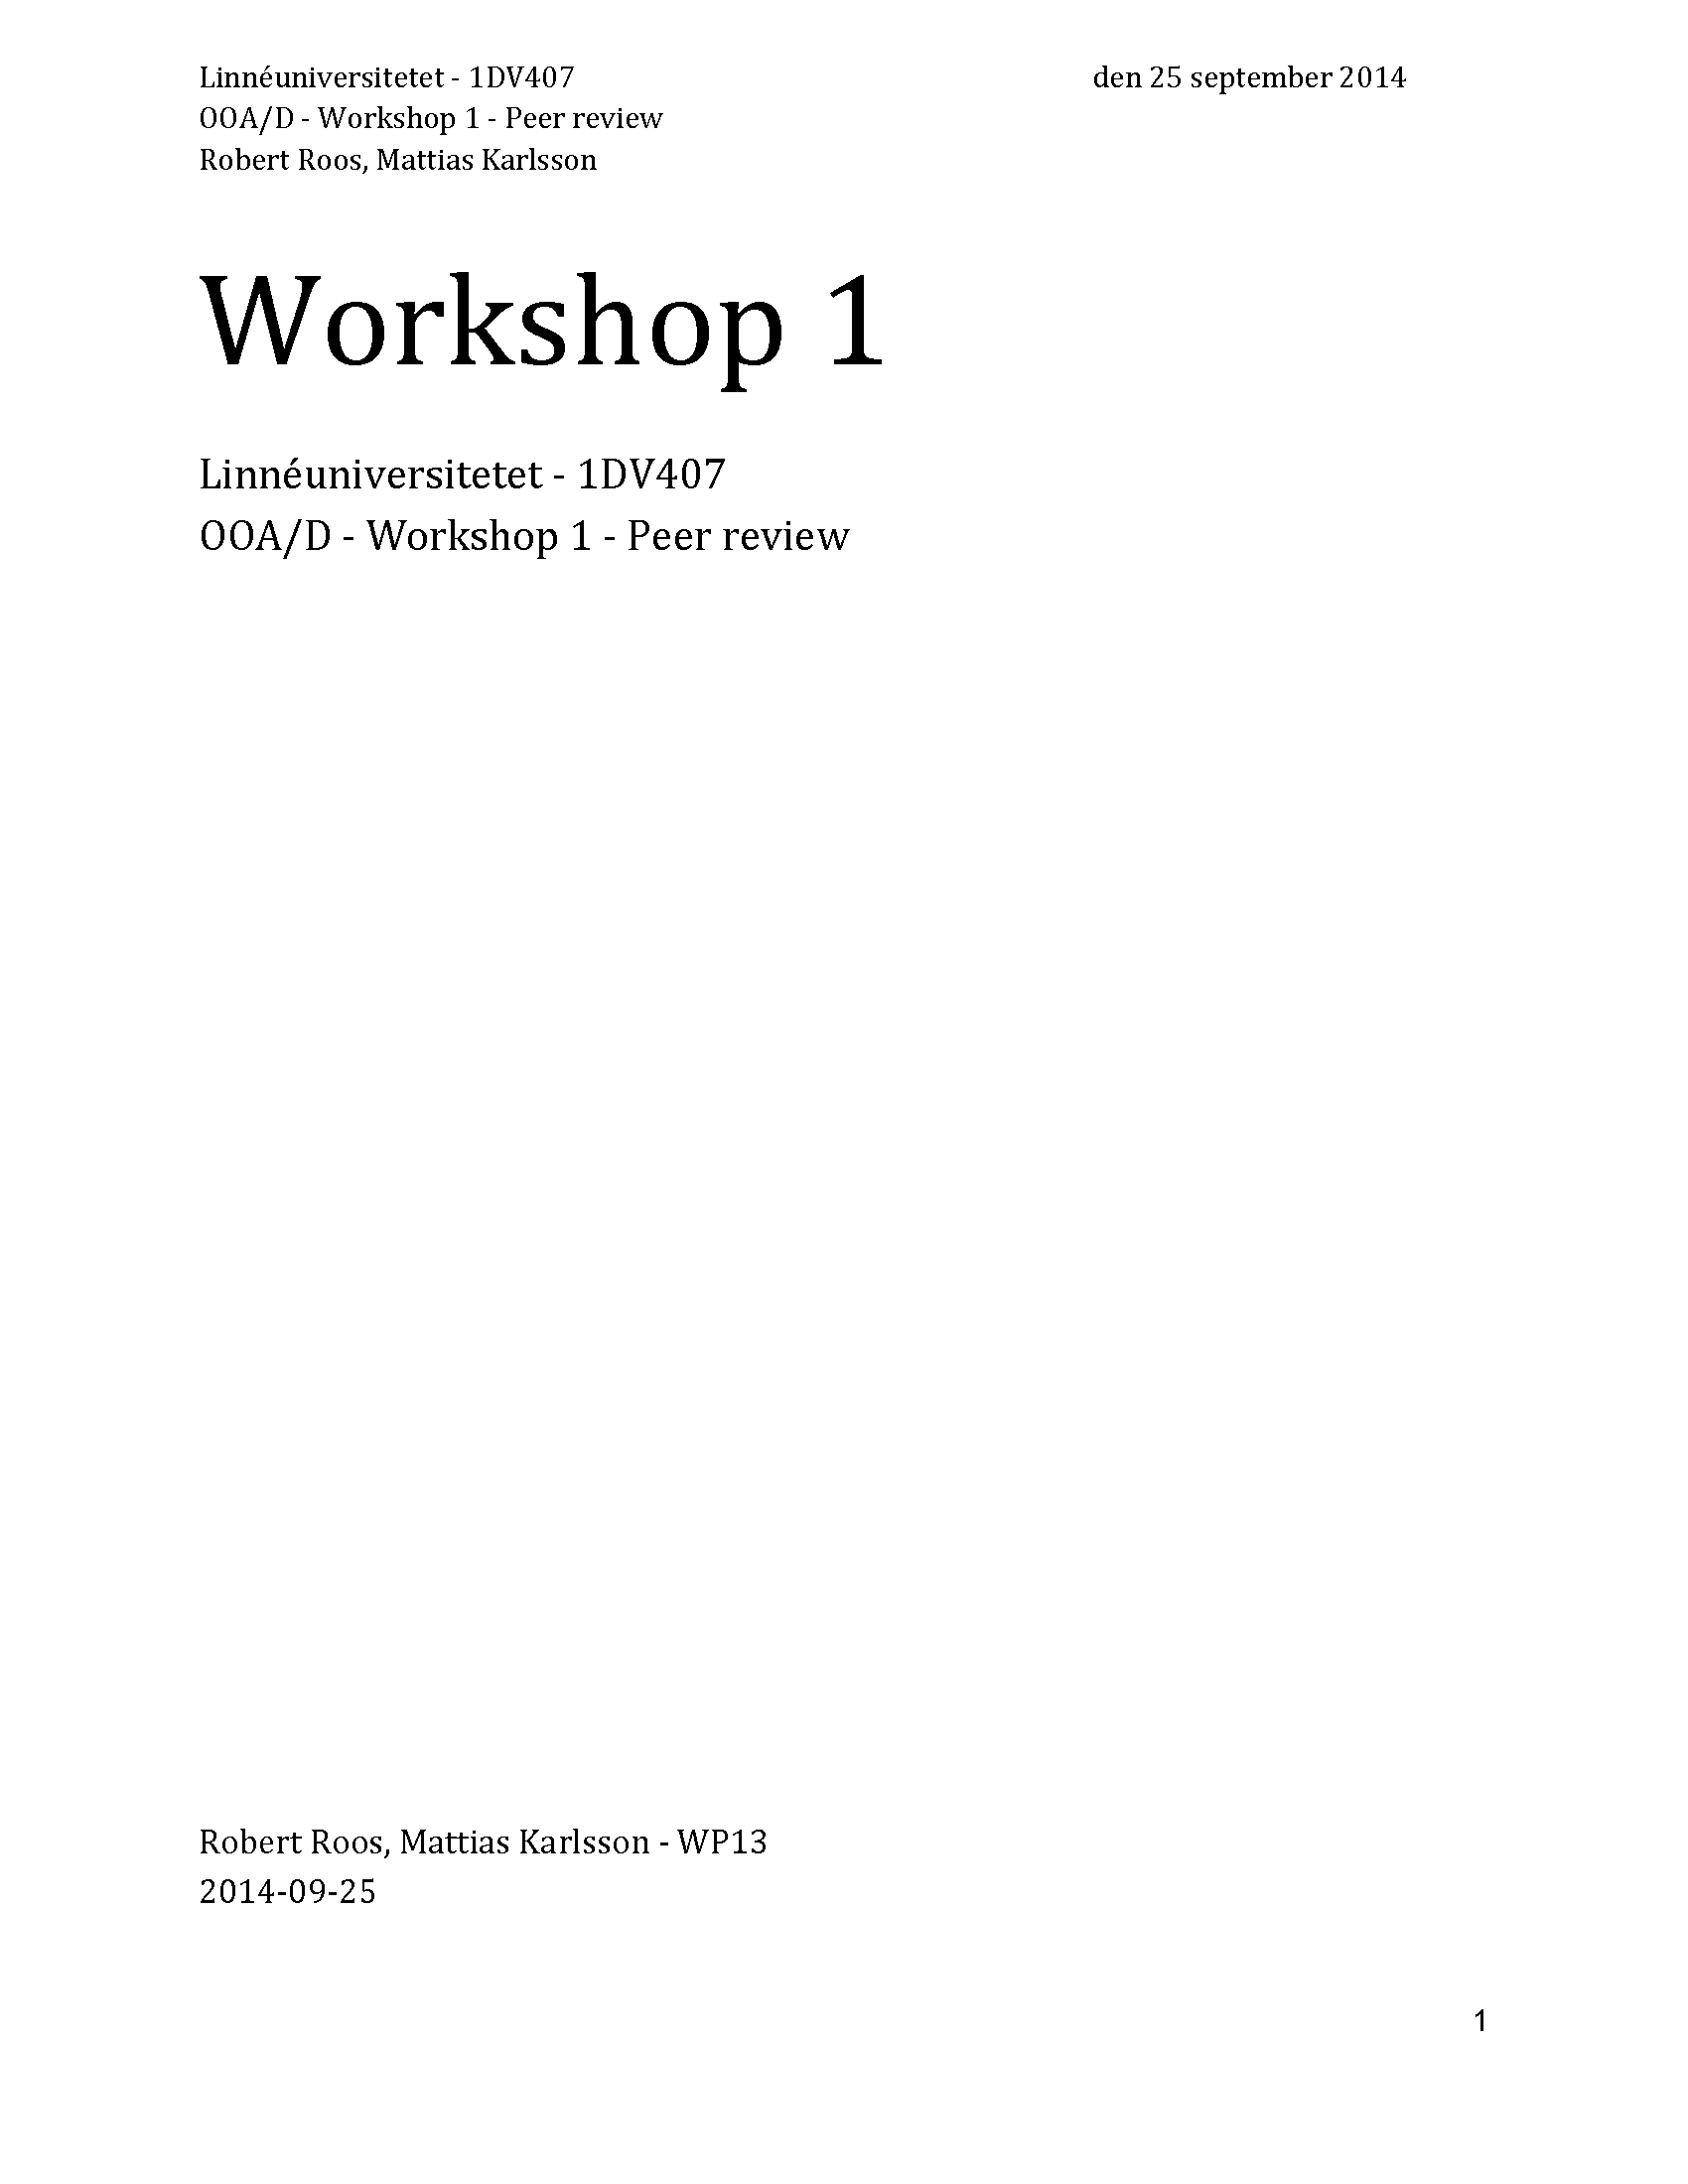 Linnéuniversitetet - 1DV407 den 25 september 2014
OOA/D - Workshop 1 - Peer review
Robert Roos, Mattias Karlsson
Workshop 1
Linnéuniversitetet - 1DV407
OOA/D - Workshop 1 - Peer review
Robert Roos, Mattias Karlsson - WP13
2014-09-25
1